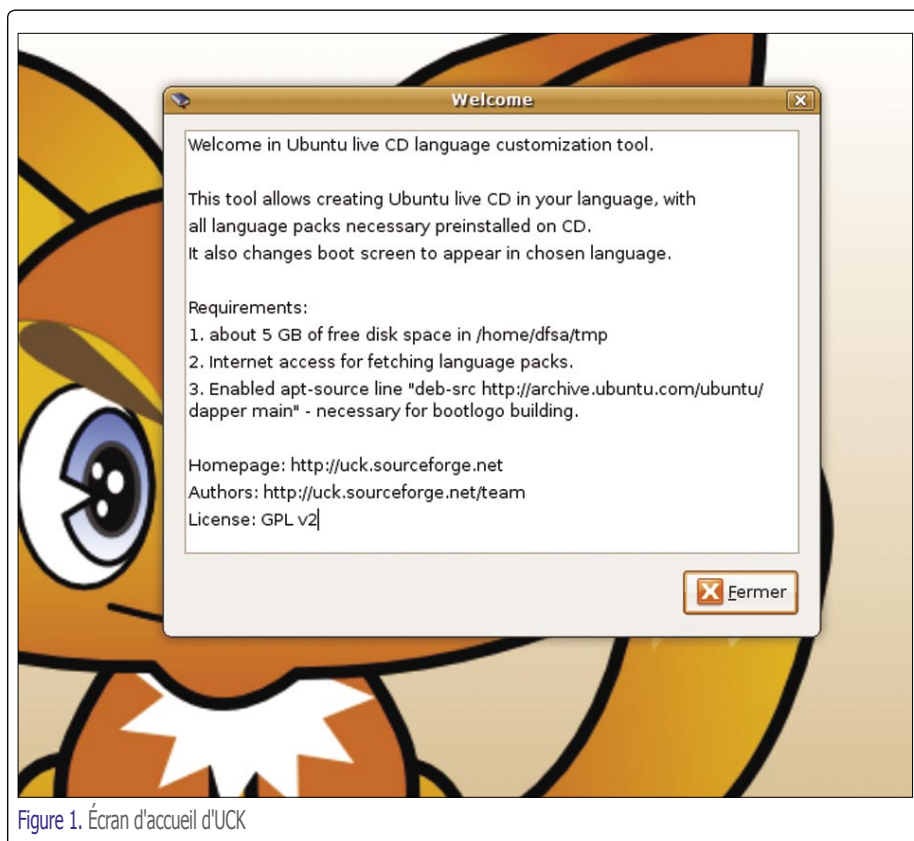 Welcome
Welcome in Ubuntu live CD language customization tool.
This tool allows creating Ubuntu live CD in your language, with
all language packs necessary preinstalled on CD.
It also changes boot screen to appear in chosen language.
Requirements:
1. about 5 GB of free disk space in /home/dfsa/tmp
2. Internet access for fetching language packs.
3. Enabled apt-source line "deb-src http://archive.ubuntu.com/ubuntu/
dapper main" - necessary for bootlogo building.
Homepage: http://uck.sourceforge.net
Authors: http://uck.sourceforge.net/team
License: GPL v2
Fermer
Figure 1. Écran d'accueil d'UCK